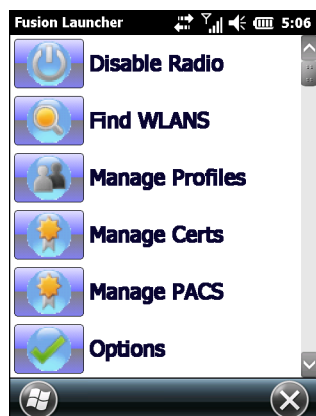 Fusion Launcher 5:06
Disable Radio
Find WLANS
Manage Profiles
Manage Certs
Manage PACS
Options